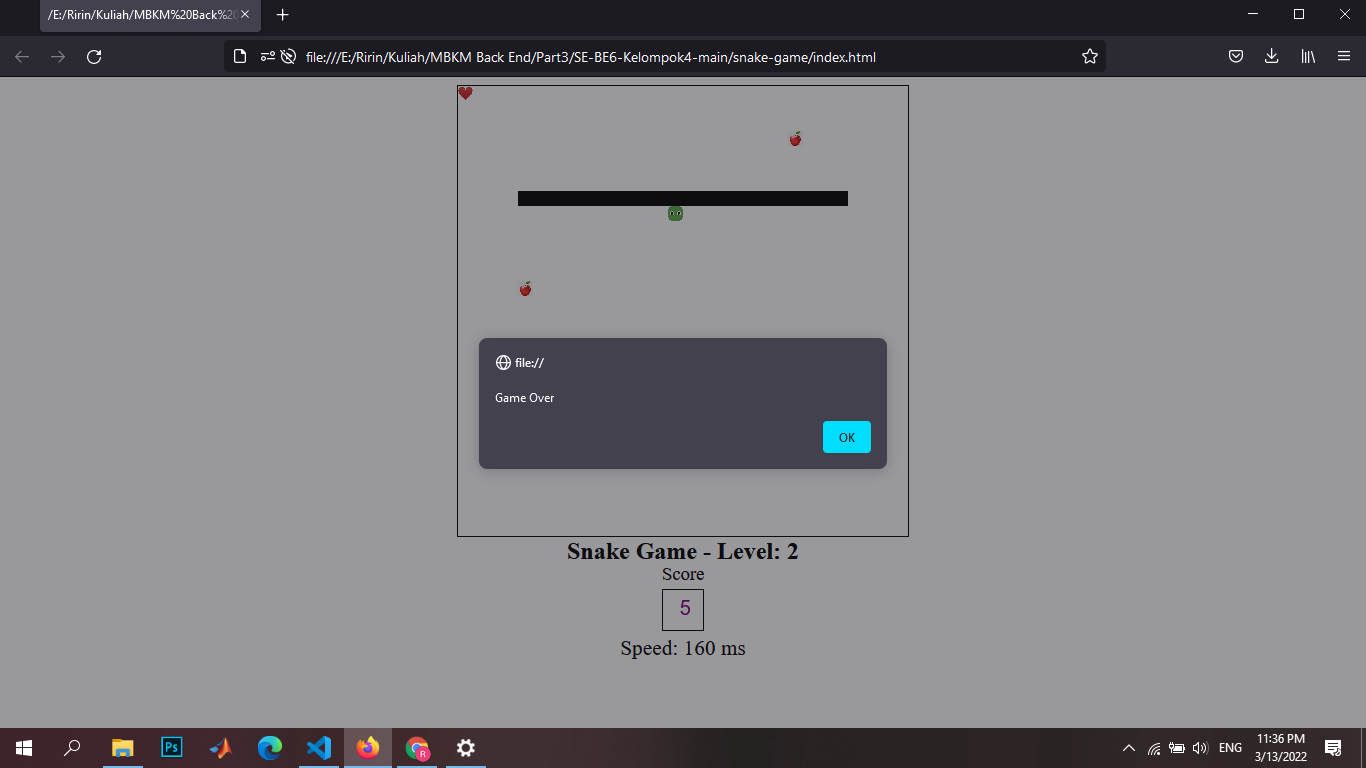 /E:/Ririn/Kuliah/MBKM%20Back%20
file:///E:/Ririn/Kuliah/MBKM Back End/Part3/SE-BE6-Kelompok4-main/snake-game/index.html
file://
Game Over
OK
Snake Game - Level: 2
Score
5
Speed: 160 ms
Ps
R
ENG
11:36 PM
3/13/2022